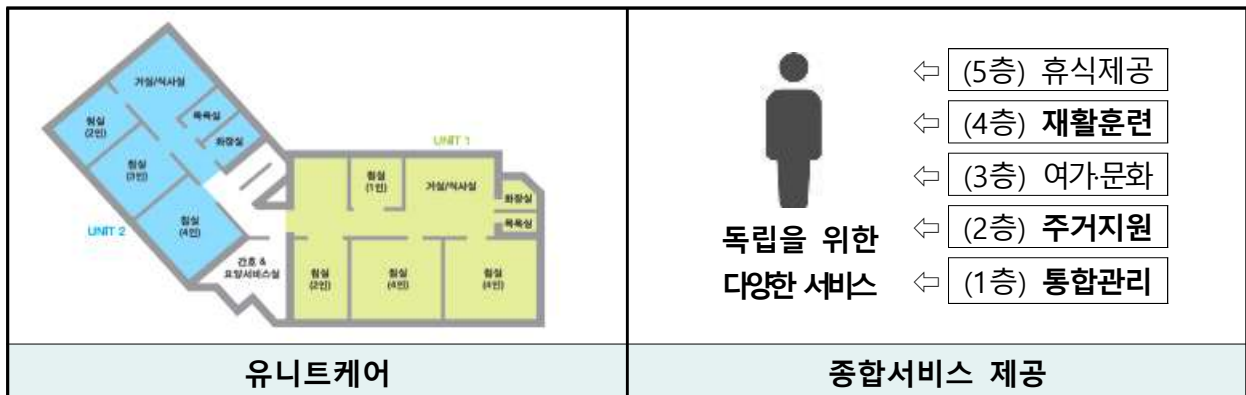 거실/식사실
침실
(2인)
목욕실
화장실
침실
(3인)
UNIT 2
침실
(4인)
간호 &
요양서비스실
UNIT 1
침실
(1인)
거실/식사실
화장실
목욕실
침실
(2인)
침실
(4인)
침실
(4인)
유니트케어
⇦ (5층) 휴식제공
⇦ (4층) 재활훈련
⇦ (3층) 여가·문화
⇦ (2층) 주거지원
⇦ (1층) 통합관리
독립을 위한
다양한 서비스
종합서비스 제공